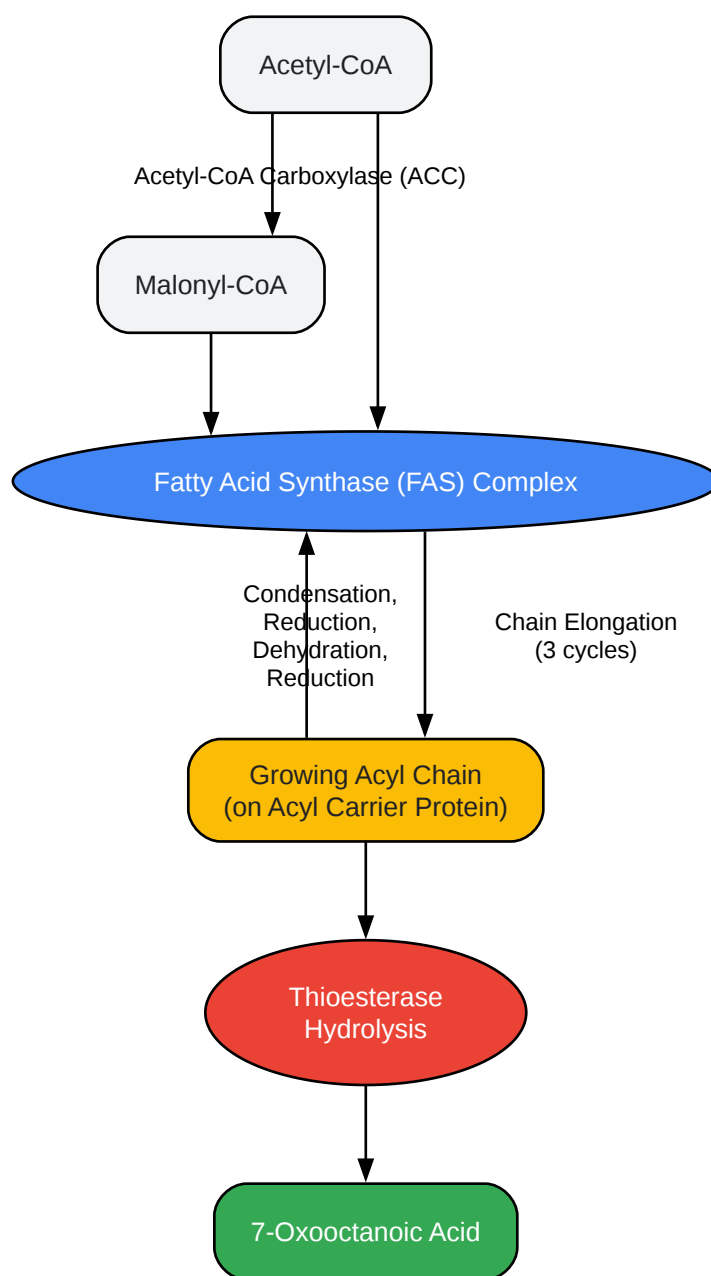 Acetyl-CoA
Acetyl-CoA Carboxylase (ACC)
Malonyl-CoA
Fatty Acid Synthase (FAS) Complex
Condensation,
Reduction,
Dehydration,
Reduction
Chain Elongation
(3 cycles)
Growing Acyl Chain
(on Acyl Carrier Protein)
Thioesterase
Hydrolysis
7-Oxooctanoic Acid